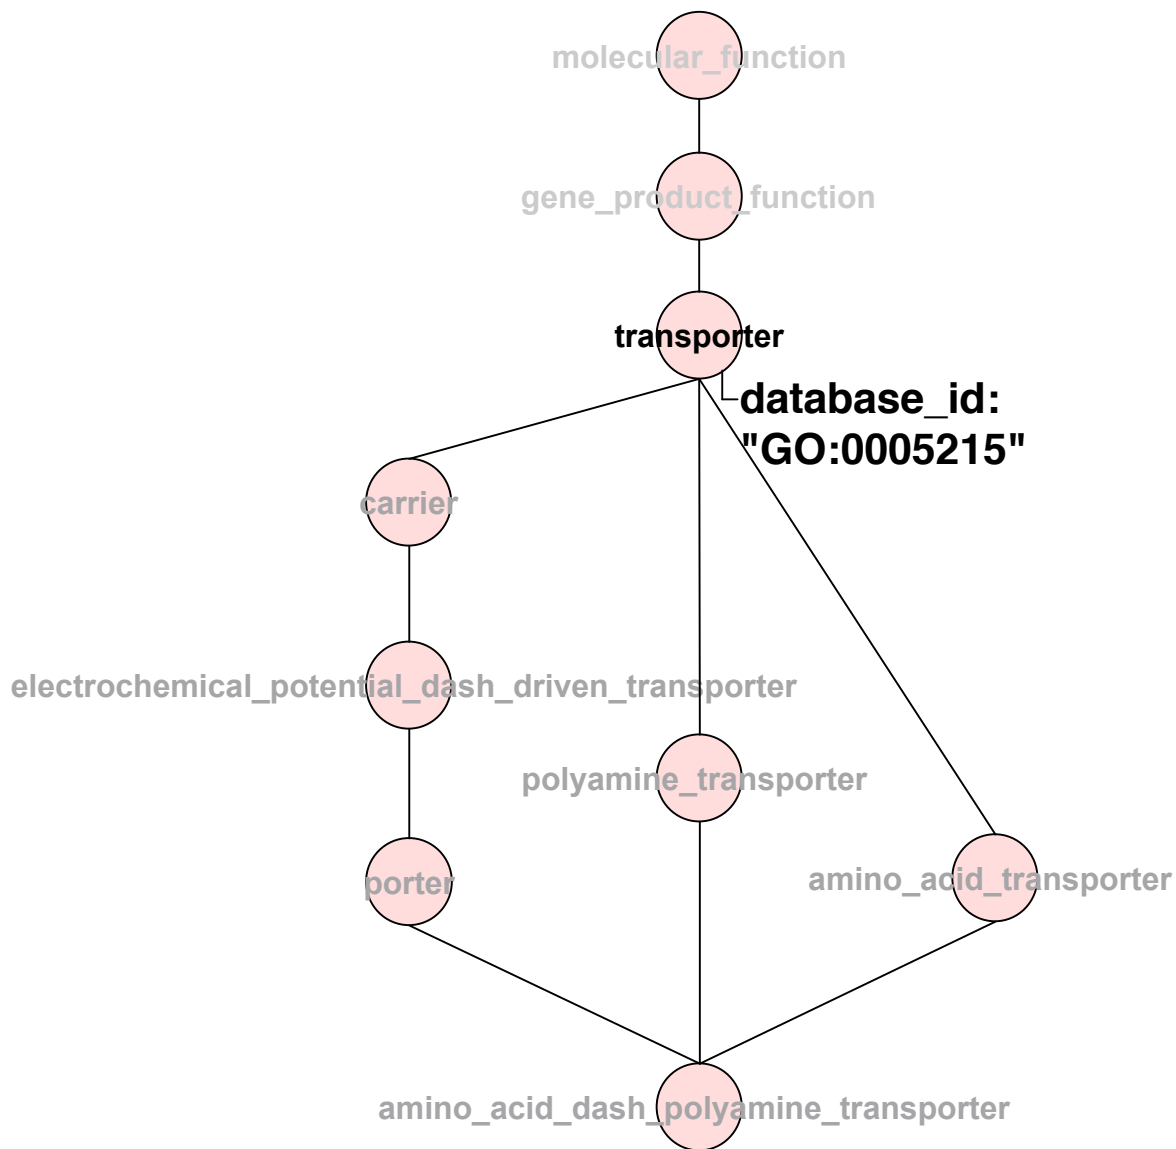 molecular_function
gene_product_function
transporter
database_id:
"GO:0005215"
carrier
electrochemical_potential_dash_driven_transporter
polyamine_transporter
porter
amino_acid_transporter
amino_acid_dash_polyamine_transporter